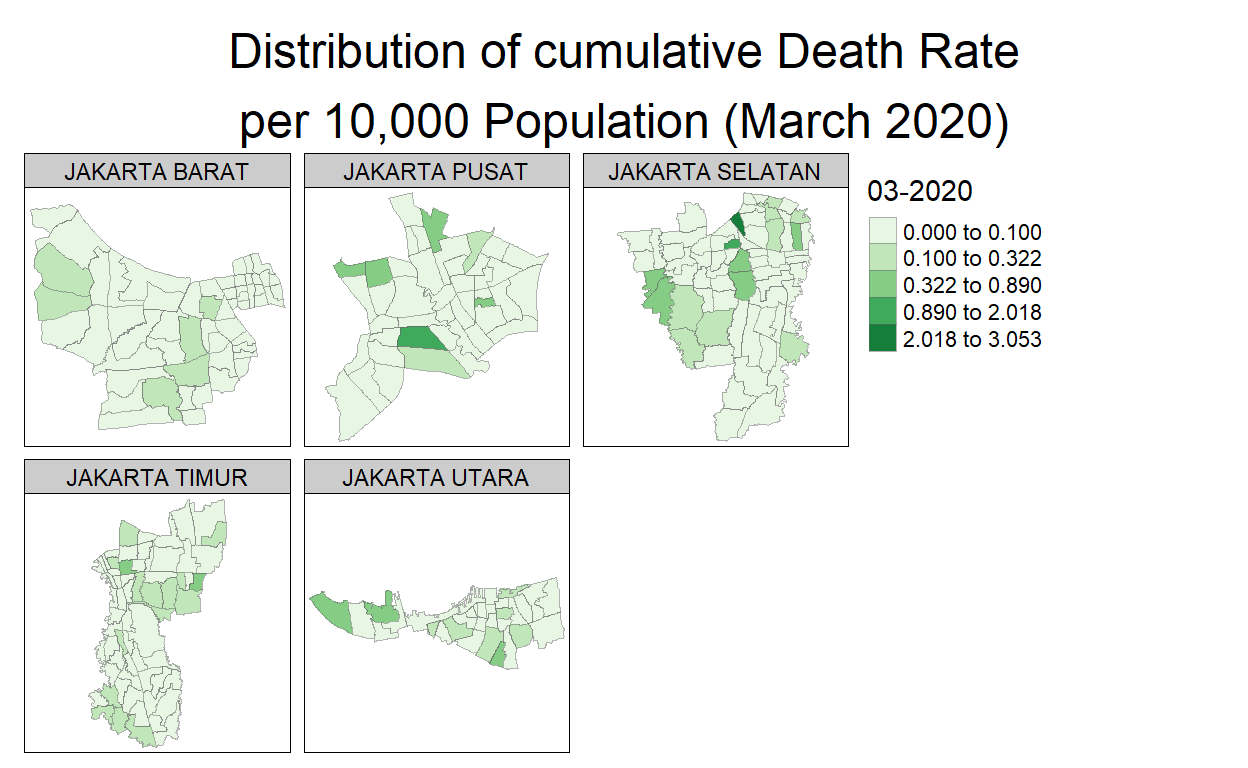 Distribution of cumulative Death Rate
per 10,000 Population (March 2020)
JAKARTA BARAT
JAKARTA PUSAT
JAKARTA SELATAN
03-2020
0.000 to 0.100
0.100 to 0.322
0.322 to 0.890
0.890 to 2.018
2.018 to 3.053
JAKARTA TIMUR
JAKARTA UTARA